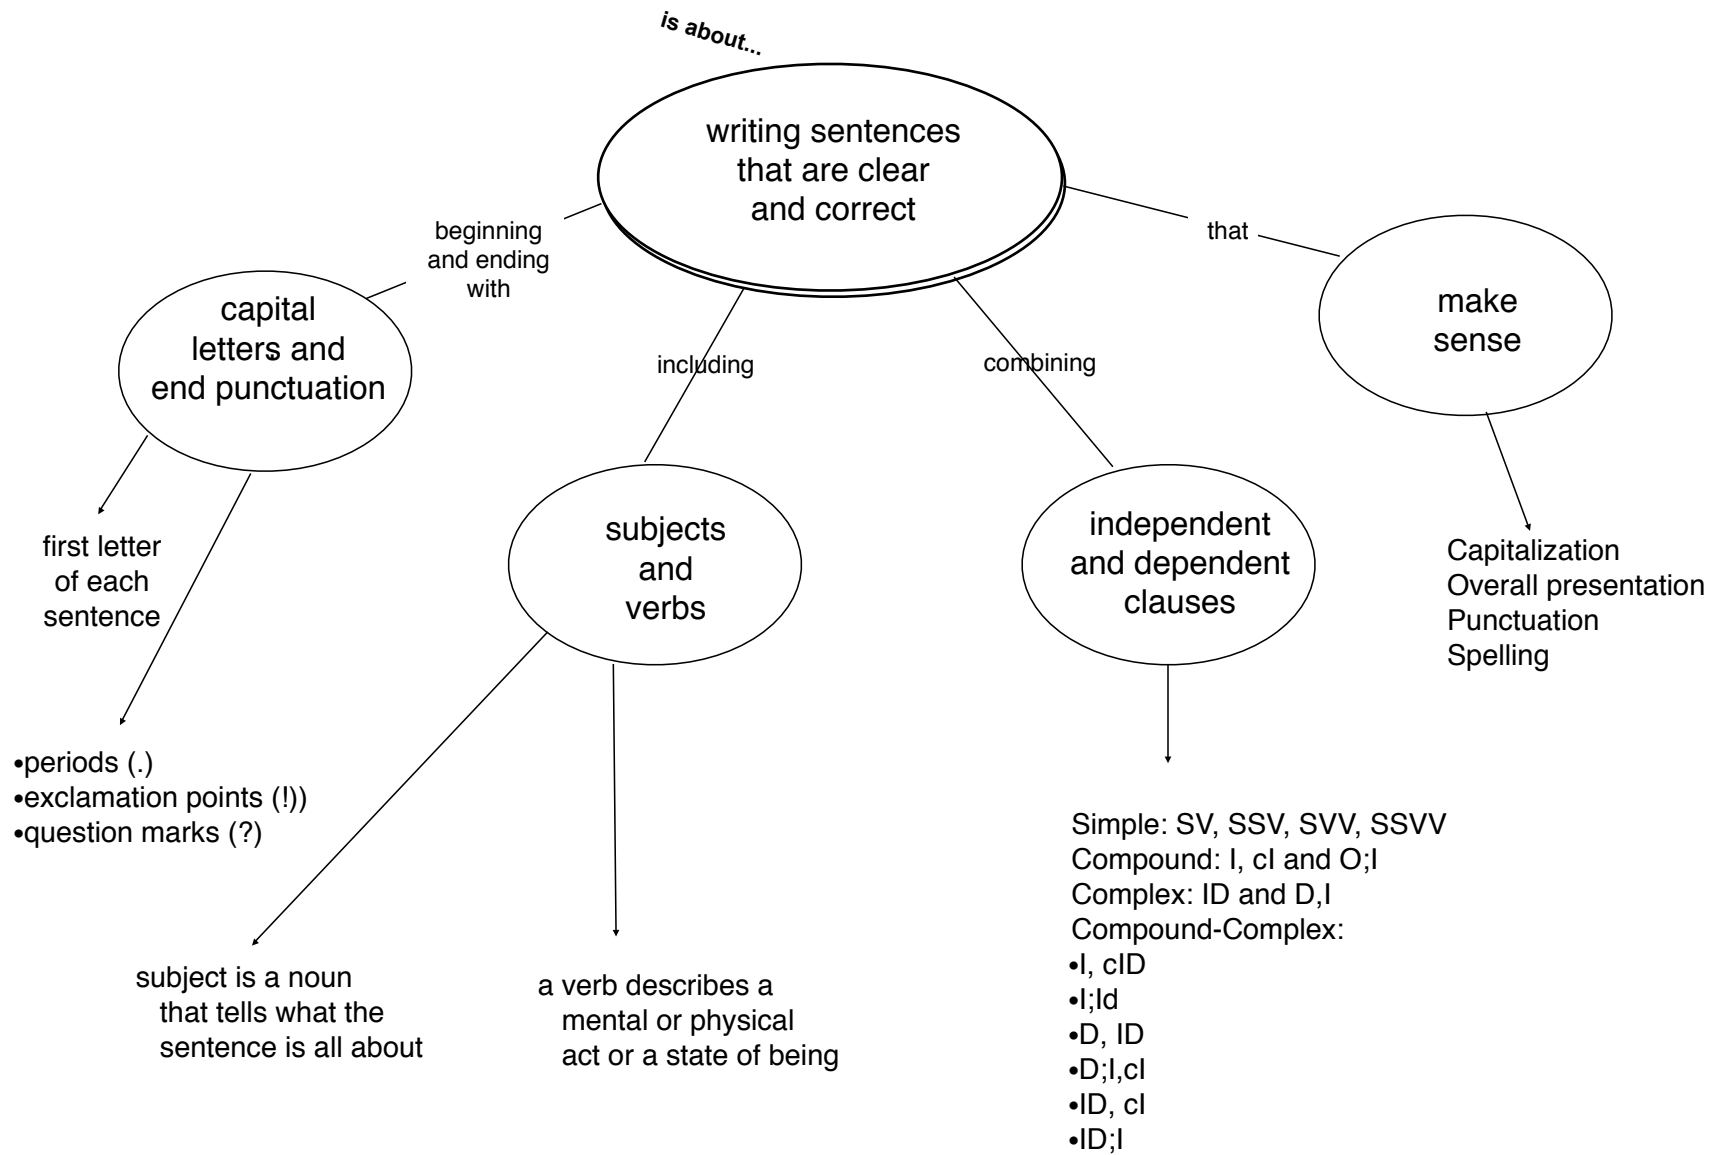 is about...
writing sentences
that are clear
and correct
beginning
and ending
with
that
capital
letters and
end punctuation
make
sense
including
combining
subjects
and
verbs
independent
and dependent
clauses
first letter
of each
sentence
Capitalization
Overall presentation
Punctuation
Spelling
•periods (.)
•exclamation points (!))
•question marks (?)
subject is a noun
that tells what the
sentence is all about
a verb describes a
mental or physical
act or a state of being
Simple: SV, SSV, SVV, SSVV
Compound: I, cI and O;I
Complex: ID and D,I
Compound-Complex:
•I, cID
•I;Id
•D, ID
•D;I,cI
•ID, cI
•ID;I